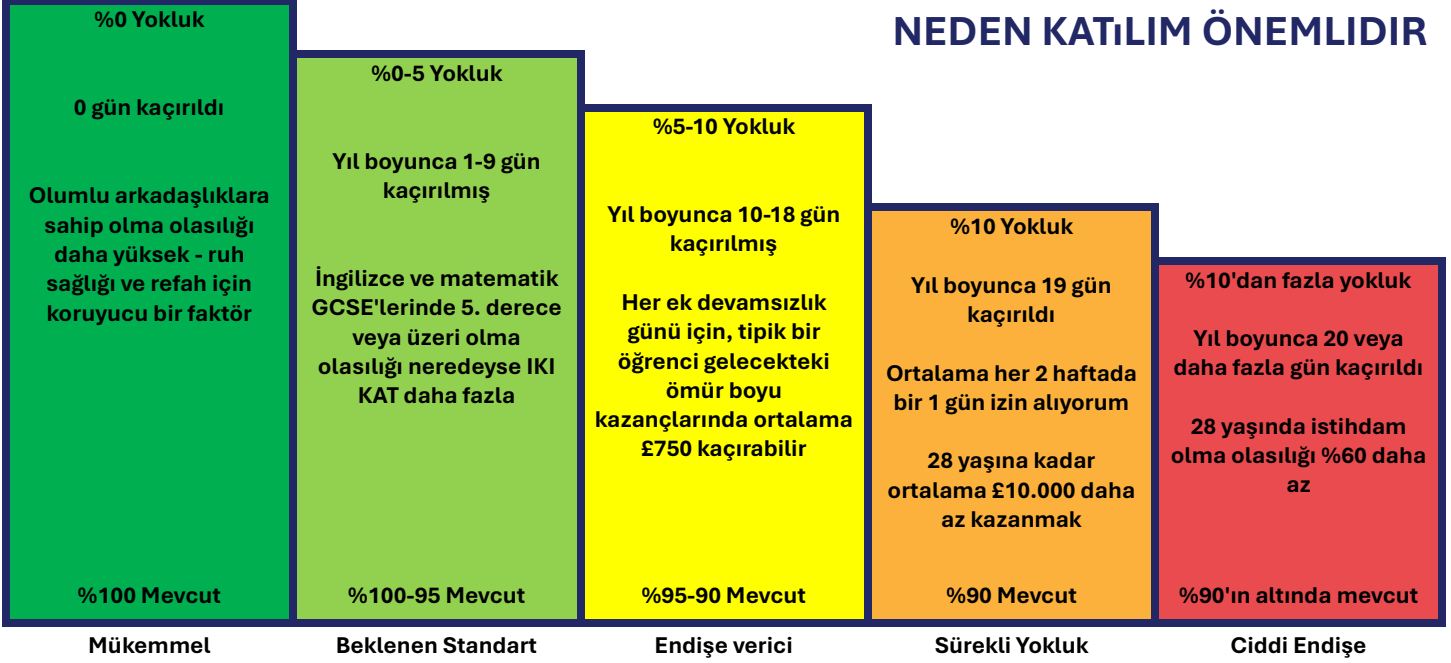 NEDEN KATıLIM ÖNEMLIDIR
%0 Yokluk
0 gün kaçırıldı
Olumlu arkadaşlıklara
sahip olma olasılığı
daha yüksek - ruh
sağlığı ve refah için
koruyucu bir faktör
%100 Mevcut
Mükemmel
%0-5 Yokluk
Yıl boyunca 1-9 gün
kaçırılmış
İngilizce ve matematik
GCSE'lerinde 5. derece
veya üzeri olma
olasılığı neredeyse IKI
KAT daha fazla
%100-95 Mevcut
Beklenen Standart
%5-10 Yokluk
Yıl boyunca 10-18 gün
kaçırılmış
Her ek devamsızlık
günü için, tipik bir
öğrenci gelecekteki
ömür boyu
kazançlarında ortalama
£750 kaçırabilir
%95-90 Mevcut
Endişe verici
%10 Yokluk
Yıl boyunca 19 gün
kaçırıldı
Ortalama her 2 haftada
bir 1 gün izin alıyorum
28 yaşına kadar
ortalama £10.000 daha
az kazanmak
%90 Mevcut
Sürekli Yokluk
%10'dan fazla yokluk
Yıl boyunca 20 veya
daha fazla gün kaçırıldı
28 yaşında istihdam
olma olasılığı %60 daha
az
%90'ın altında mevcut
Ciddi Endişe